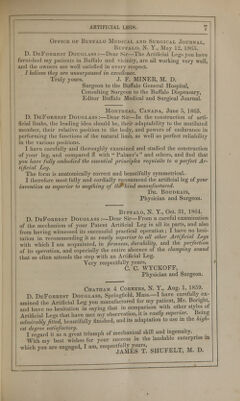 ARTIFICIAL LEGS. 7
OFFICE OF BUFFALO MEDICAL AND SURGICAL JOURNAL,
BUFFALO, N. Y., May 12, 1865.
D. DEFOREST DOUGLASS:—Dear Sir—The Artificial Legs you have
furnished my patients in Buffalo and vicinity, are all working very well,
and the owners are well satisfied in every respect.
I believe they are unsurpassed in excellence.
Truly yours, J. F. MINER, M. D.
Surgeon to the Buffalo General Hospital,
Consulting Surgeon to the Buffalo Dispensary,
Editor Buffalo Medical and Surgical Journal.
MONTREAL, CANADA, June 5, 1863.
D. DEFOREST DOUGLASS:—Dear Sir—In the construction of arti-
ficial limbs, the leading idea should be, their adaptability to the mutilated
member, their relative position to the body, and powers of endurance in
performing the functions of the natural limb, as well as perfect reliability
in the various positions.
I have carefully and thoroughly examined and studied the construction
of your leg, and compared it with "Palmer's" and others, and find that
you have fully embodied the essential principles requisite to a perfect Ar-
tificial Leg.
The form is anatomically correct and beautifully symmetrical.
I therefore most fully and cordially recommend the artificial leg of your
invention as superior to anything of the kind manufactured.
DR. BOUDRIE,
Physician and Surgeon.
BUFFALO, N. Y., Oct. 31, 1864.
D. DEFOREST DOUGLASS:—Dear Sir—From a careful examination
of the mechanism of your Patent Artificial Leg in all its parts, and also
from having witnessed its successful practical operation; I have no hesi-
tation in recommending it as being superior to all other Artificial Legs
with which I am acquainted, in firmness, durability, and the perfection
of its operation, and especially the entire absence of the clamping sound
that so often attends the step with an Artificial Leg.
Very respectfully yours,
C. C. WYCKOFF,
Physician and Surgeon.
CHATHAM 4 CORNERS, N. Y., Aug. 1, 1859.
D. DEFOREST DOUGLASS, Springfield, Mass.—I have carefully ex-
amined the Artificial Leg you manufactured for my patient, Mr. Bright,
and have no hesitation in saying that in comparison with other styles of
Artificial Legs that have met my observation, it is vastly superior. Being
admirably fitted, beautifully finished, and its adaptation to use in the high-
est degree satisfactory.
I regard it as a great triumph of mechanical skill and ingenuity.
With my best wishes for your success in the laudable enterprise in
which you are engaged, I am, respectfully yours,
JAMES T. SHUFELT, M. D.